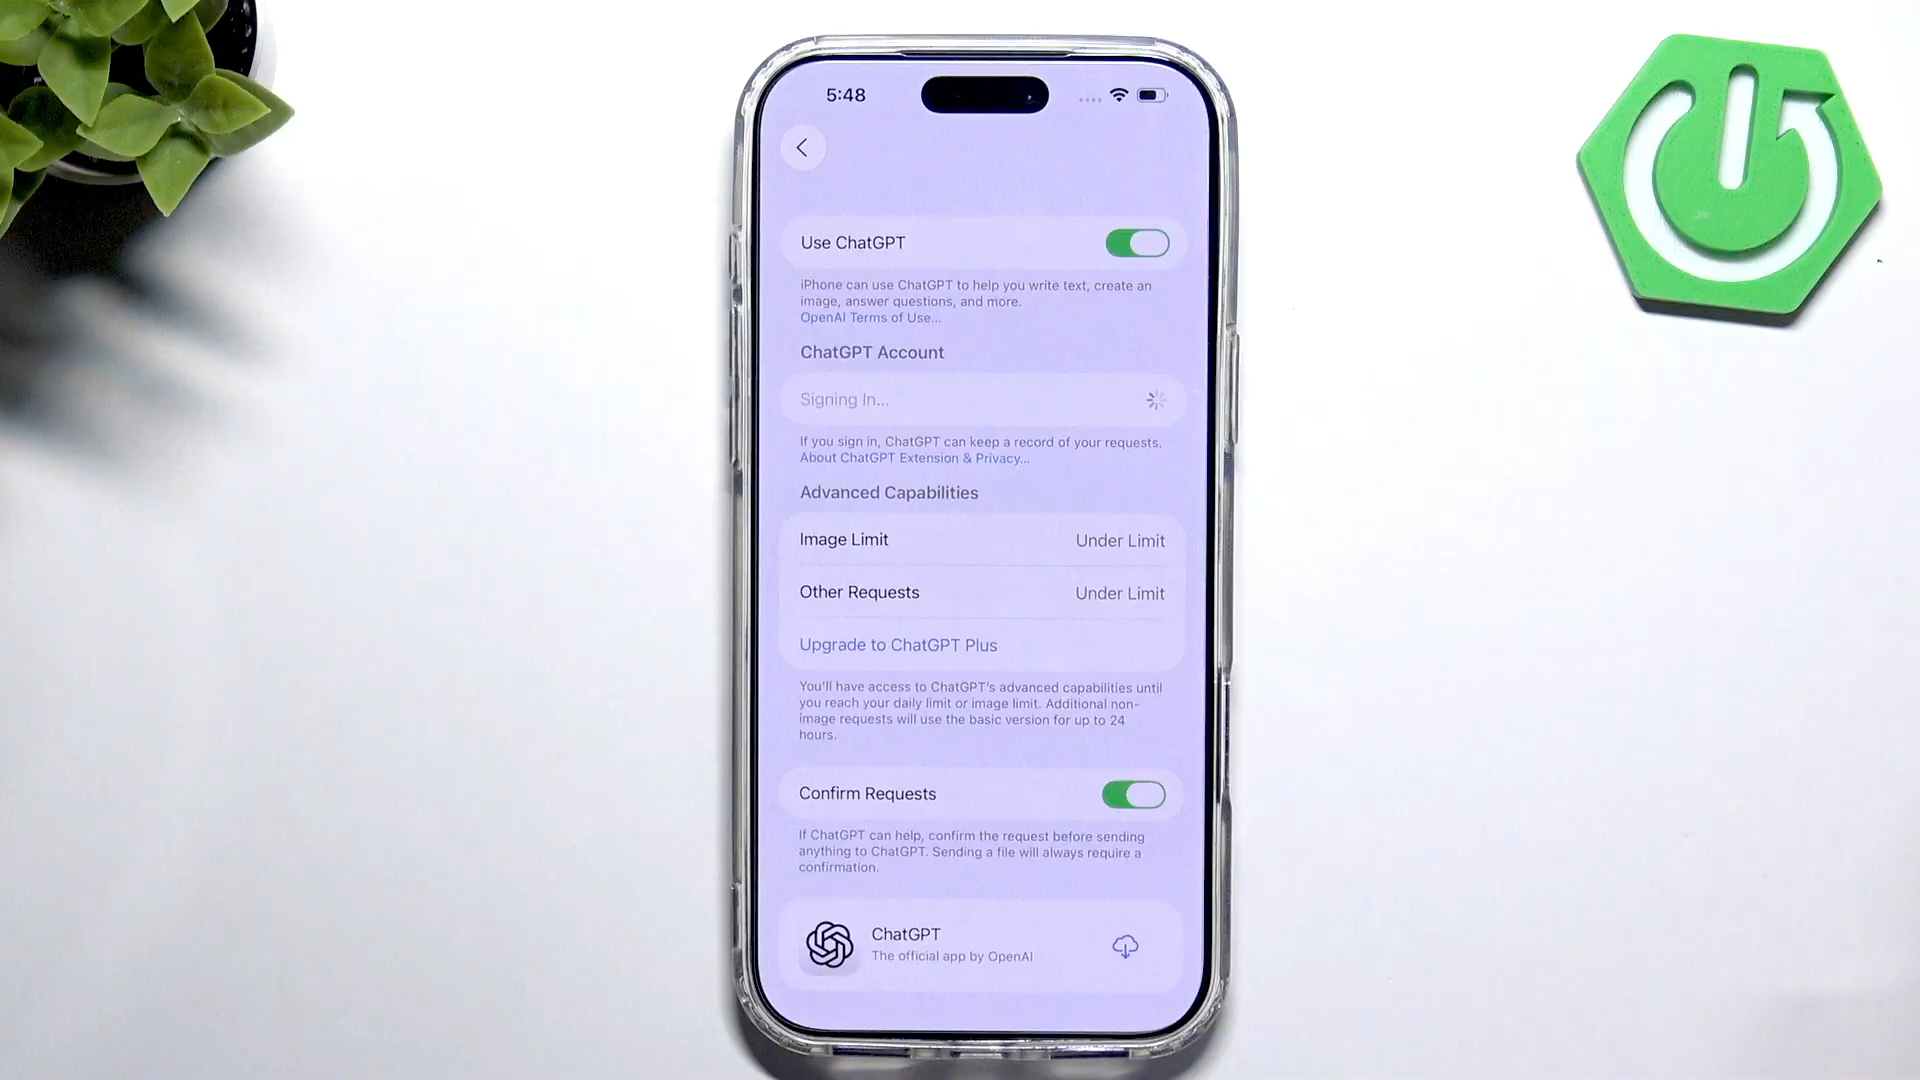 5:48
Use ChatGPT
iPhone can use ChatGPT to help you write text, create an
image, answer questions, and more.
OpenAI Terms of Use...
ChatGPT Account
Signing In...
If you sign in, ChatGPT can keep a record of your requests.
About ChatGPT Extension & Privacy...
Advanced Capabilities
Image Limit Under Limit
Other Requests Under Limit
Upgrade to ChatGPT Plus
You'll have access to ChatGPT's advanced capabilities until
you reach your daily limit or image limit. Additional non-
image requests will use the basic version for up to 24
hours.
Confirm Requests
If ChatGPT can help, confirm the request before sending
anything to ChatGPT. Sending a file will always require a
confirmation.
ChatGPT
The official app by OpenAI